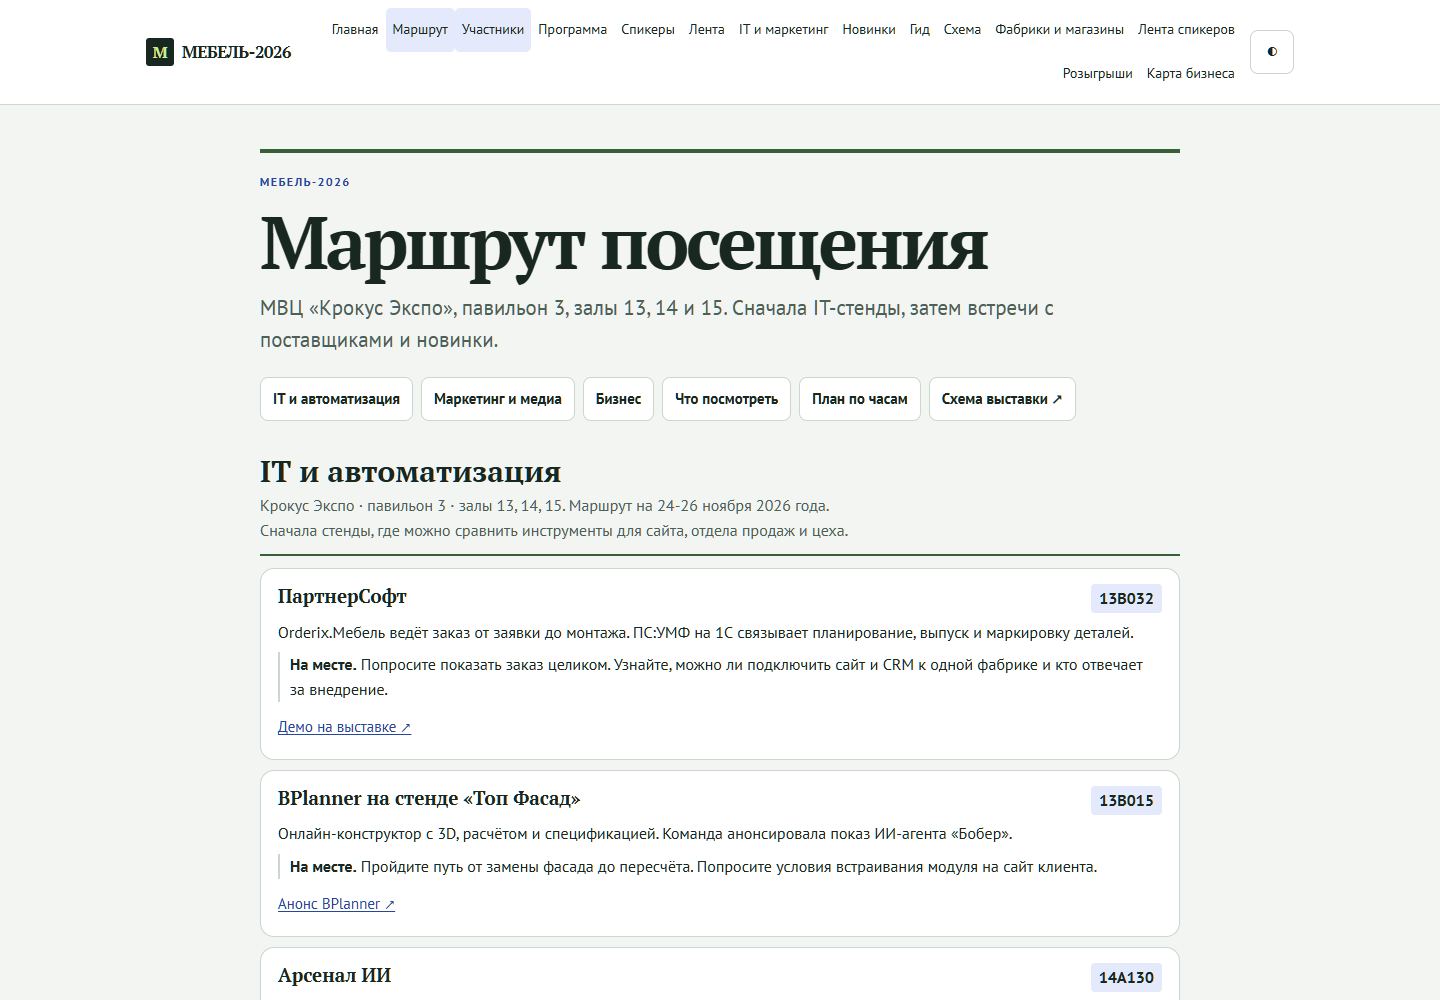 М МЕБЕЛЬ-2026
Главная Маршрут Участники Программа Спикеры Лента IT и маркетинг Новинки Гид Схема Фабрики и магазины Лента спикеров
Розыгрыши Карта бизнеса
МЕБЕЛЬ-2026
Маршрут посещения
МВЦ «Крокус Экспо», павильон 3, залы 13, 14 и 15. Сначала IT-стенды, затем встречи с
поставщиками и новинки.
IT и автоматизация Маркетинг и медиа Бизнес Что посмотреть План по часам Схема выставки ↗
IT и автоматизация
Крокус Экспо · павильон 3 · залы 13, 14, 15. Маршрут на 24-26 ноября 2026 года.
Сначала стенды, где можно сравнить инструменты для сайта, отдела продаж и цеха.
ПартнерСофт 13B032
Orderix.Мебель ведёт заказ от заявки до монтажа. ПС:УМФ на 1С связывает планирование, выпуск и маркировку деталей.
На месте. Попросите показать заказ целиком. Узнайте, можно ли подключить сайт и CRM к одной фабрике и кто отвечает
за внедрение.
Демо на выставке ↗
BPlanner на стенде «Топ Фасад» 13B015
Онлайн-конструктор с 3D, расчётом и спецификацией. Команда анонсировала показ ИИ-агента «Бобер».
На месте. Пройдите путь от замены фасада до пересчёта. Попросите условия встраивания модуля на сайт клиента.
Анонс BPlanner ↗
Арсенал ИИ 14A130